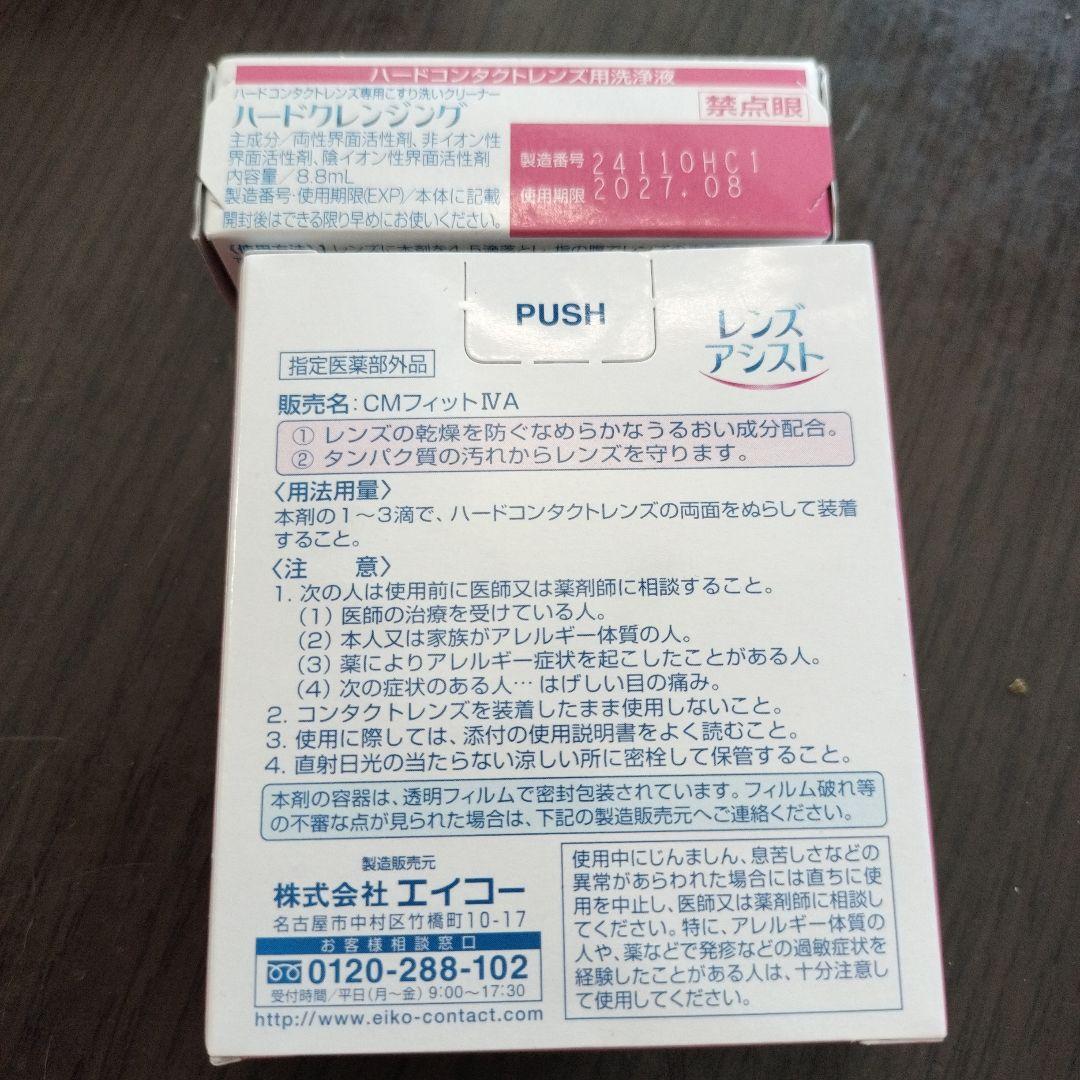 ハードコンタクトレンズ用洗浄液
ハードコンタクトレンズ専用こすり洗いクリーナー
ハードクレンジング
禁点眼
主成分/両性界面活性剤、非イオン性
界面活性剤、陰イオン性界面活性剤
内容量/8.8mL
製造番号・使用期限(EXP)/本体に記載
開封後はできる限り早めにお使いください。
製造番号 24110HC1
使用期限 2027.08
PUSH
レンズ
アシスト
指定医薬部外品
販売名:CMフィットⅣA
① レンズの乾燥を防ぐなめらかなうるおい成分配合。
② タンパク質の汚れからレンズを守ります。
〈用法用量〉
本剤の1〜3滴で、ハードコンタクトレンズの両面をぬらして装着
すること。
〈注 意〉
1. 次の人は使用前に医師又は薬剤師に相談すること。
(1) 医師の治療を受けている人。
(2) 本人又は家族がアレルギー体質の人。
(3) 薬によりアレルギー症状を起こしたことがある人。
(4) 次の症状のある人…はげしい目の痛み。
2. コンタクトレンズを装着したまま使用しないこと。
3. 使用に際しては、添付の使用説明書をよく読むこと。
4. 直射日光の当たらない涼しい所に密栓して保管すること。
本剤の容器は、透明フィルムで密封包装されています。フィルム破れ等
の不審な点が見られた場合は、下記の製造販売元へご連絡ください。
製造販売元
株式会社 エイコー
名古屋市中村区竹橋町10-17
お客様相談窓口
0120-288-102
受付時間/平日(月〜金) 9:00〜17:30
http://www.eiko-contact.com
使用中にじんましん、息苦しさなどの
異常があらわれた場合には直ちに使
用を中止し、医師又は薬剤師に相談し
てください。特に、アレルギー体質の
人や、薬などで発疹などの過敏症状を
経験したことがある人は、十分注意し
て使用してください。